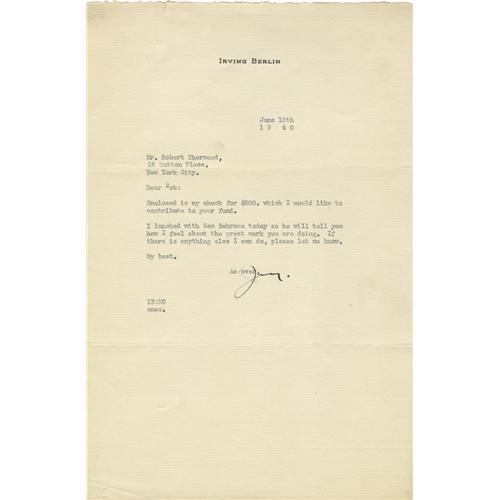 IRVING BERLIN
June 12th
1 9 4 0
Mr. Robert Sherwood,
25 Sutton Place,
New York City.
Dear Bob:
Enclosed is my check for $500. which I would like to
contribute to your fund.
I lunched with Sam Behrman today so he will tell you
how I feel about the great work you are doing. If
there is anything else I can do, please let me know.
My best.
As ever
IB:EO
encs.